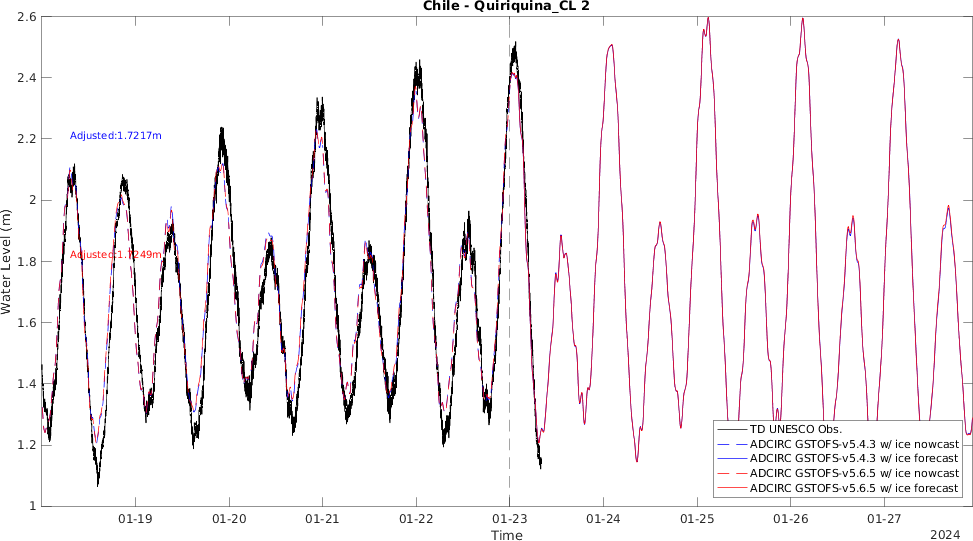 Chile - Quiriquina_CL 2
2.6
2.4
2.2
2
1.8
1.6
1.4
1.2
1
Water Level (m)
Adjusted:1.7217m
Adjusted:1.7249m
TD UNESCO Obs.
ADCIRC GSTOFS-v5.4.3 w/ ice nowcast
ADCIRC GSTOFS-v5.4.3 w/ ice forecast
ADCIRC GSTOFS-v5.6.5 w/ ice nowcast
ADCIRC GSTOFS-v5.6.5 w/ ice forecast
01-19 01-20 01-21 01-22 01-23 01-24 01-25 01-26 01-27
Time
2024